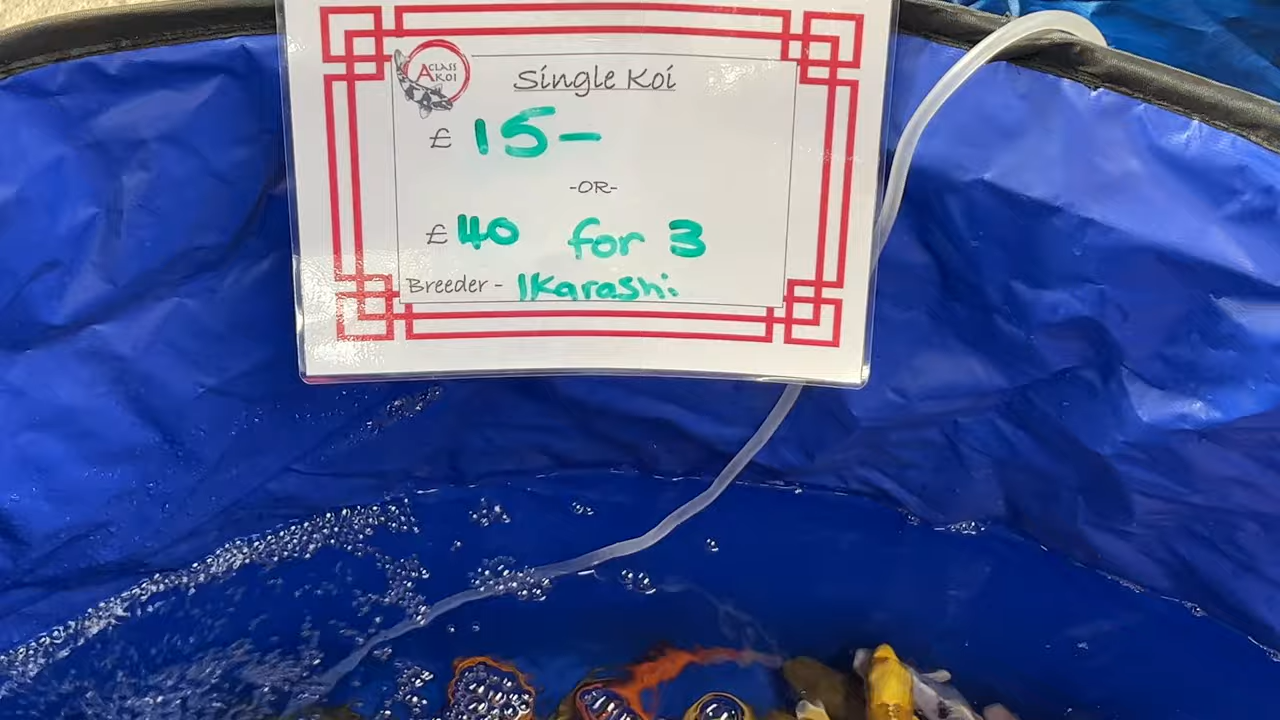 A CLASS
KOI
Single Koi
£ 15-
-OR-
£40 for 3
Breeder - Ikarashi